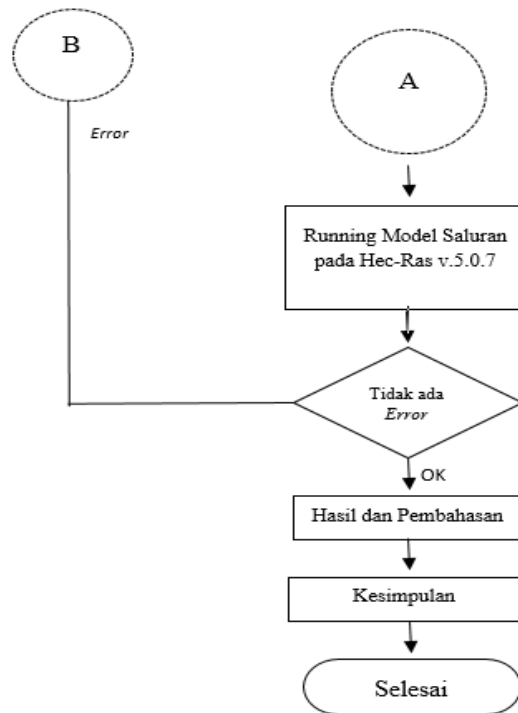 B
A
Error
Running Model Saluran
pada Hec-Ras v.5.0.7
Tidak ada
Error
OK
Hasil dan Pembahasan
Kesimpulan
Selesai